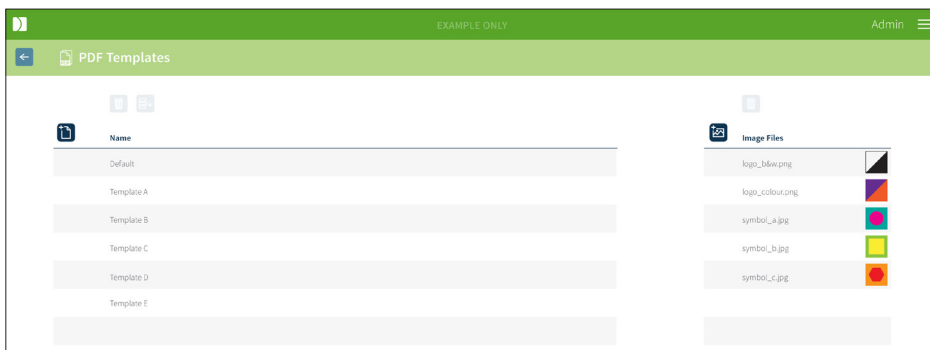 EXAMPLE ONLY
Admin
PDF Templates
Name
Default
Template A
Template B
Template C
Template D
Template E
Image Files
logo_b&w.png
logo_colour.png
symbol_a.jpg
symbol_b.jpg
symbol_c.jpg